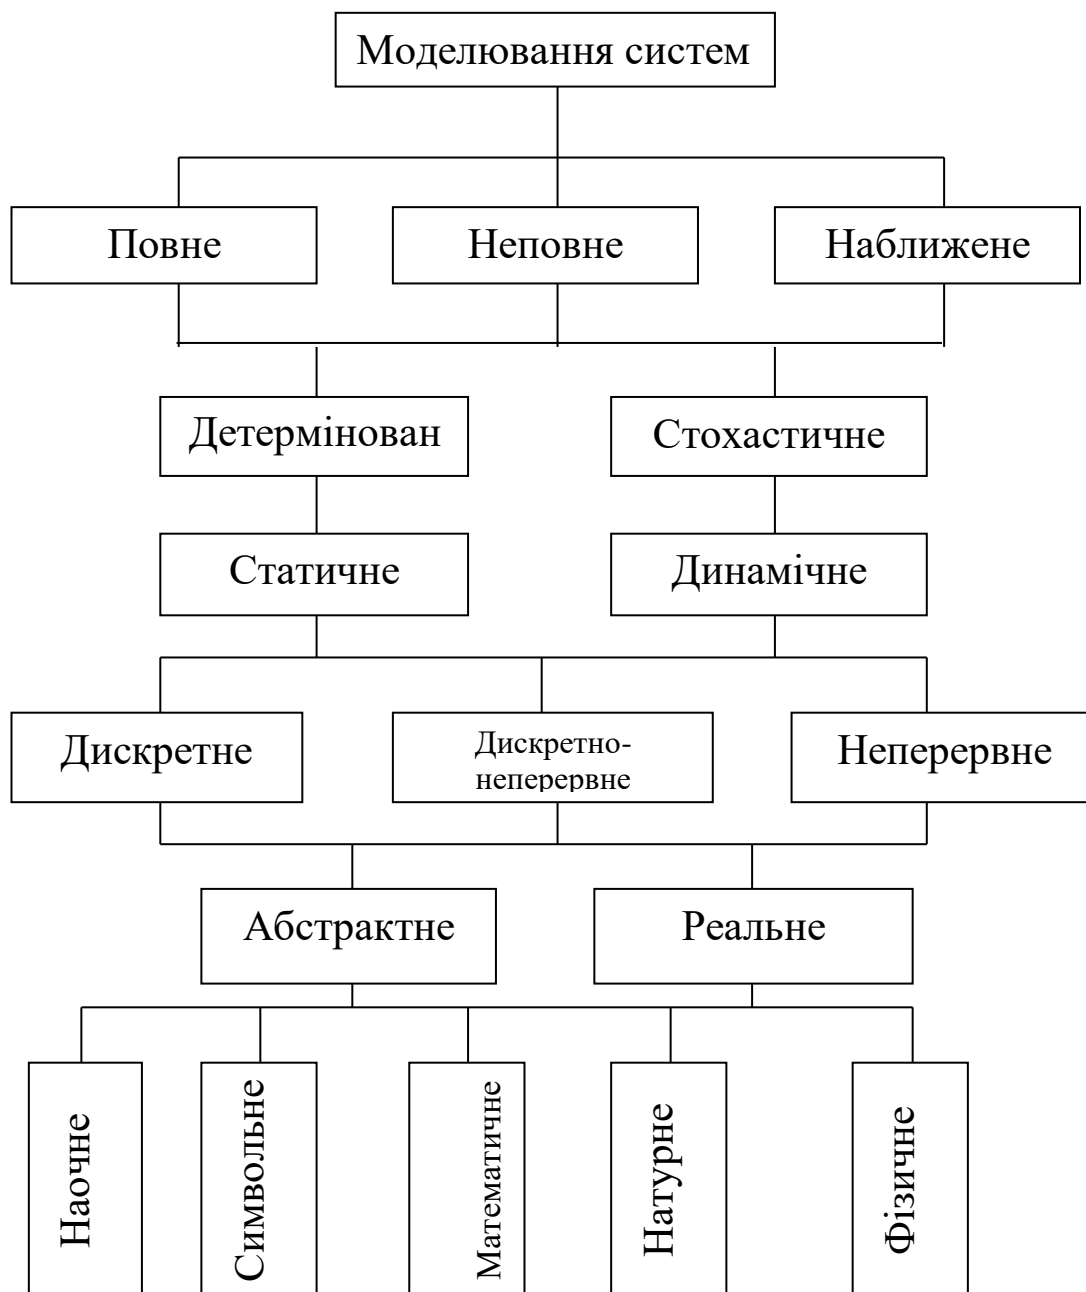 Моделювання систем
Повне
Неповне
Наближене
Детермінован
Стохастичне
Статичне
Динамічне
Дискретне
Дискретно-
неперервне
Неперервне
Абстрактне
Реальне
Наочне
Символьне
Математичне
Натурне
Фізичне